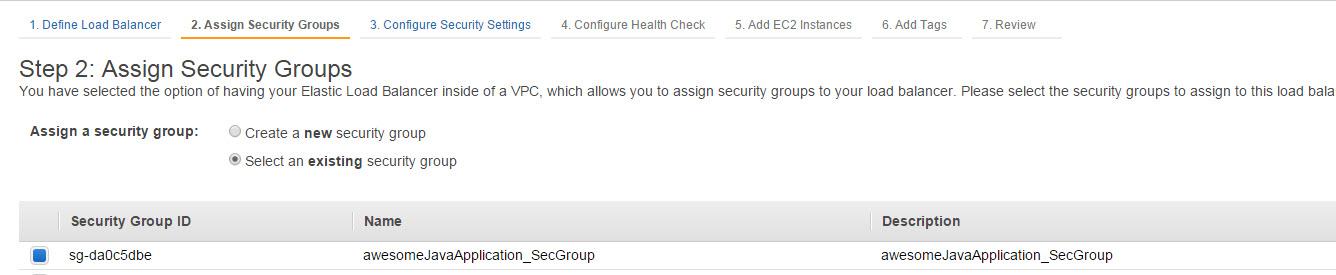 1. Define Load Balancer 2. Assign Security Groups 3. Configure Security Settings 4. Configure Health Check 5. Add EC2 Instances 6. Add Tags 7. Review
Step 2: Assign Security Groups
You have selected the option of having your Elastic Load Balancer inside of a VPC, which allows you to assign security groups to your load balancer. Please select the security groups to assign to this load bala
Assign a security group: Create a new security group
Select an existing security group
Security Group ID Name Description
sg-da0c5dbe awesomeJavaApplication_SecGroup awesomeJavaApplication_SecGroup